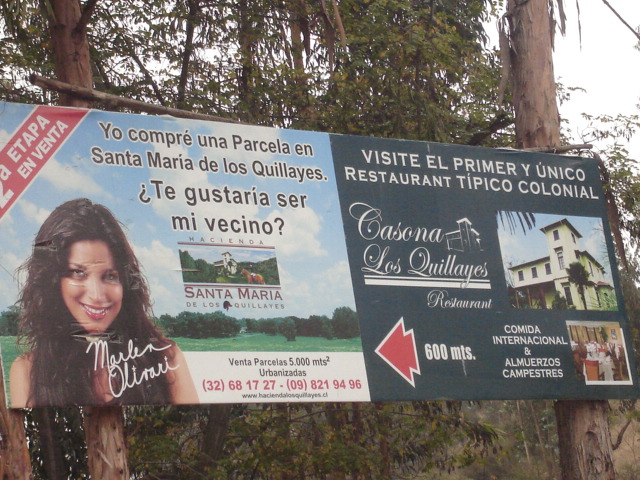 2a ETAPA
EN VENTA
Yo compré una Parcela en
Santa María de los Quillayes.
¿Te gustaría ser
mi vecino?
HACIENDA
SANTA MARIA
DE LOS QUILLAYES
Marlen
Olivari
Venta Parcelas 5.000 mts²
Urbanizadas
(32) 68 17 27 - (09) 821 94 96
www.haciendalosquillayes.cl
VISITE EL PRIMER Y ÚNICO
RESTAURANT TÍPICO COLONIAL
Casona
Los Quillayes
Restaurant
600 mts.
COMIDA
INTERNACIONAL
&
ALMUERZOS
CAMPESTRES